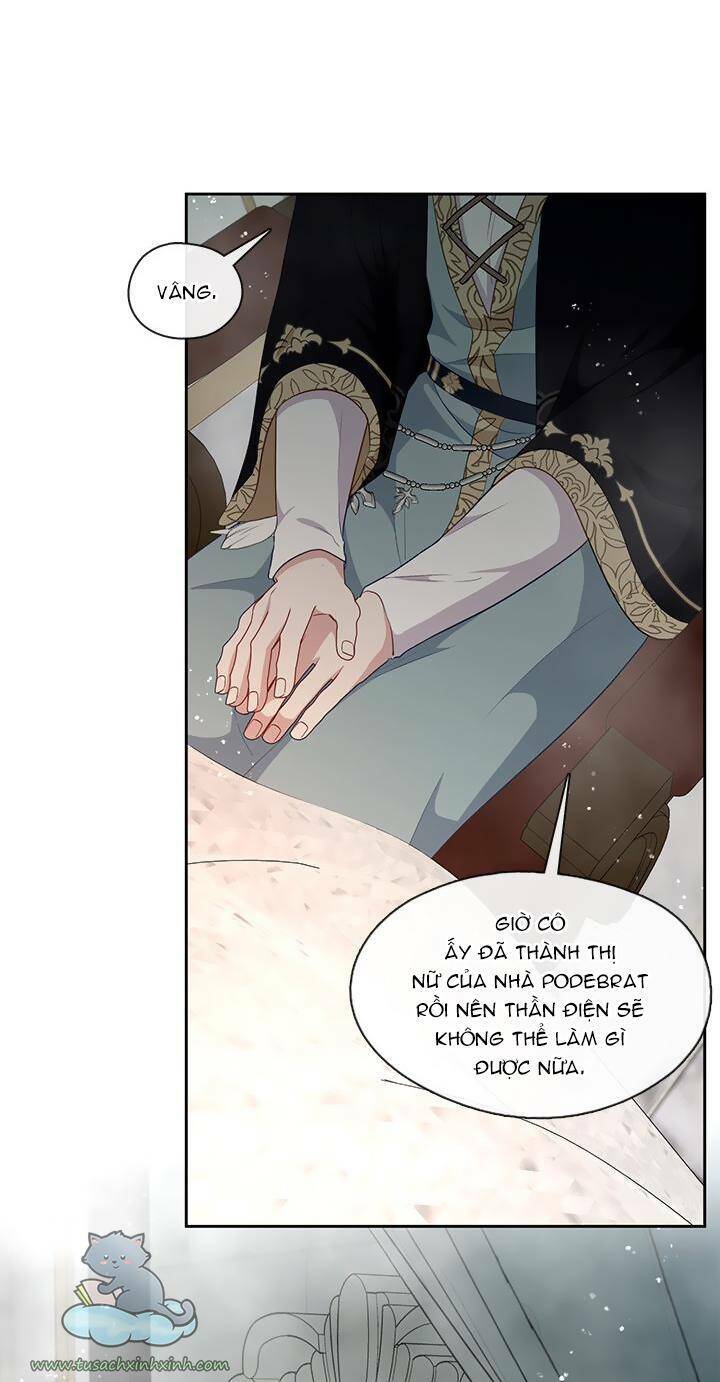 VÂNG.
GIỜ CÔ
ẤY ĐÃ THÀNH THỊ
NỮ CỦA NHÀ PODEBRAT
RỒI NÊN THẦN ĐIỆN SẼ
KHÔNG THỂ LÀM GÌ
ĐƯỢC NỮA.
www.tusachxinhxinh.com